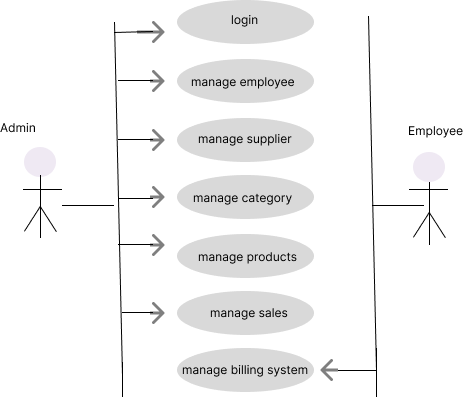 login
manage employee
Admin
Employee
manage supplier
manage category
manage products
manage sales
manage billing system